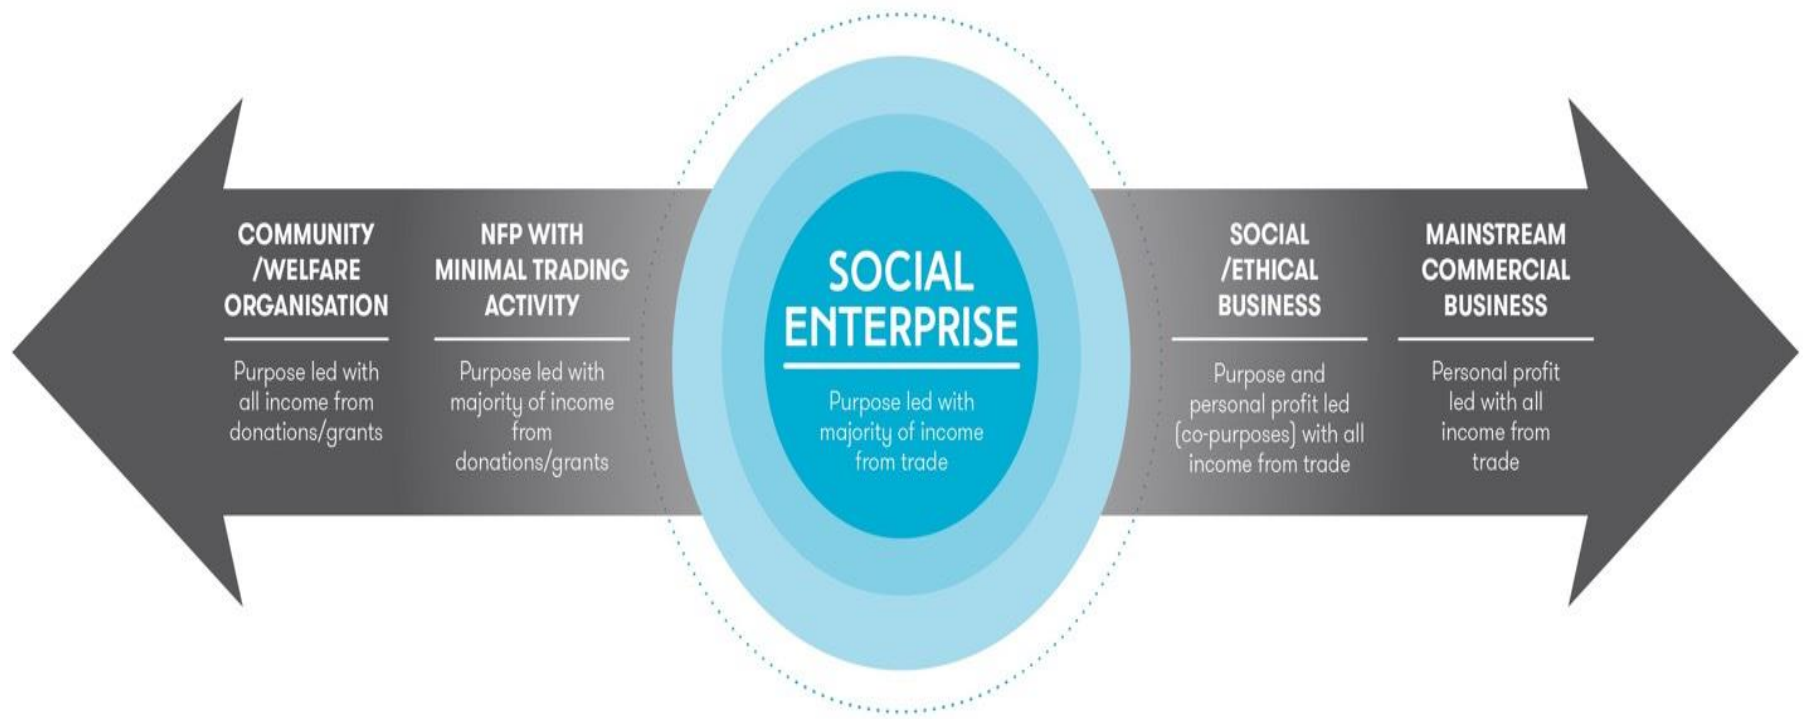 COMMUNITY
/WELFARE
ORGANISATION
Purpose led with
all income from
donations/grants
NFP WITH
MINIMAL TRADING
ACTIVITY
Purpose led with
majority of income
from
donations/grants
SOCIAL
ENTERPRISE
Purpose led with
majority of income
from trade
SOCIAL
/ETHICAL
BUSINESS
Purpose and
personal profit led
(co-purposes) with all
income from trade
MAINSTREAM
COMMERCIAL
BUSINESS
Personal profit
led with all
income from
trade